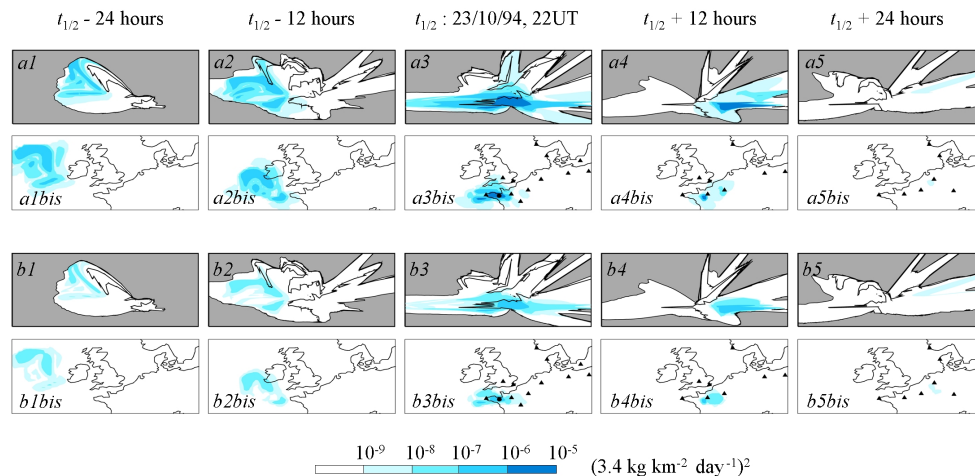 t1/2 - 24 hours t1/2 - 12 hours t1/2 : 23/10/94, 22UT t1/2 + 12 hours t1/2 + 24 hours
a1 a2 a3 a4 a5
a1bis a2bis a3bis a4bis a5bis
b1 b2 b3 b4 b5
b1bis b2bis b3bis b4bis b5bis
10-9 10-8 10-7 10-6 10-5 (3.4 kg km-2 day-1)2